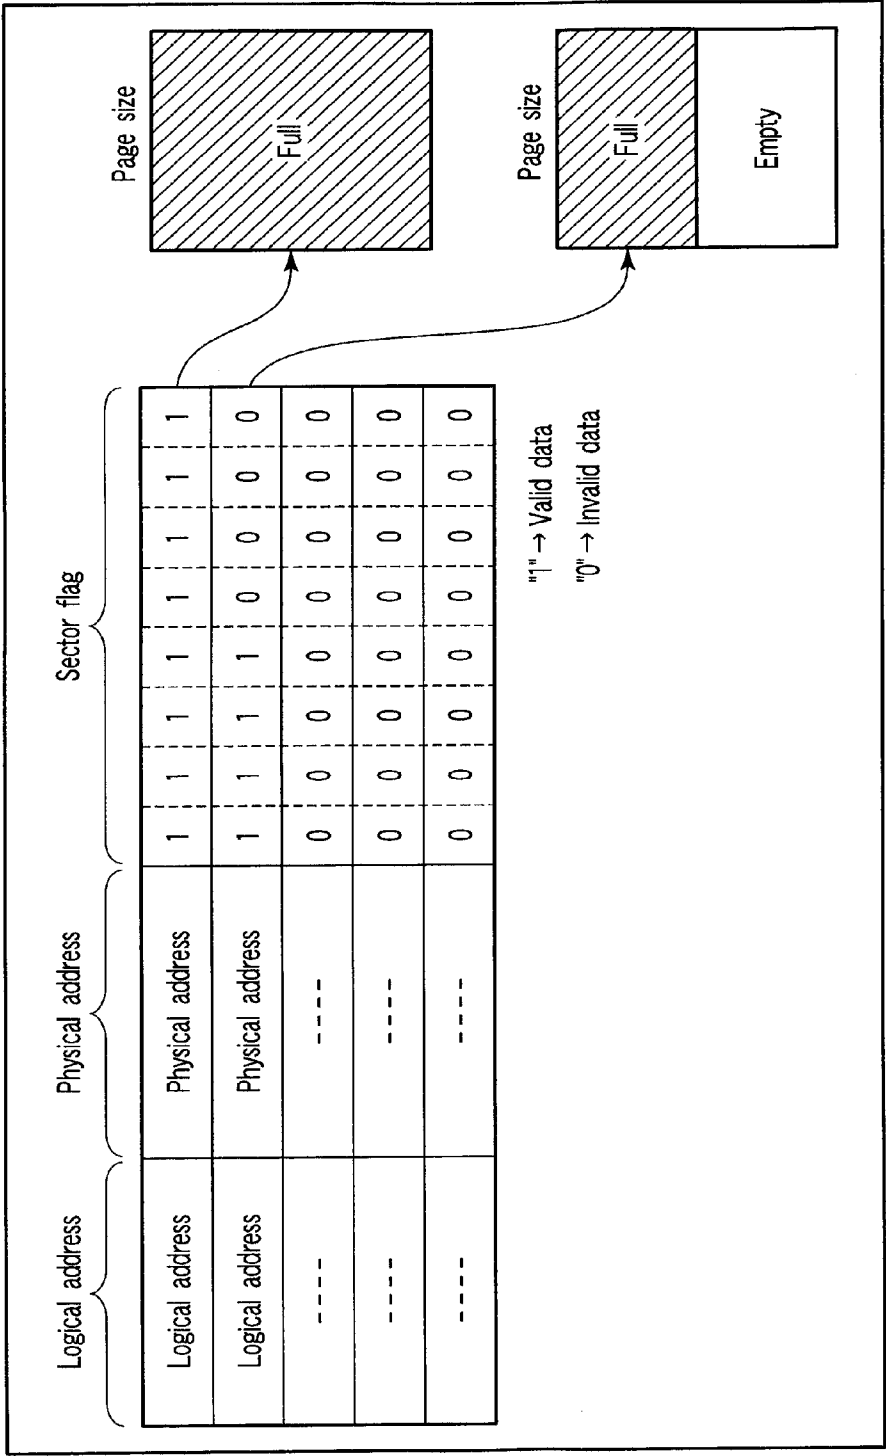 Logical address Physical address Sector flag
Logical address Physical address 1 1 1 1 1 1 1 1
Logical address Physical address 1 1 1 1 0 0 0 0
---- ---- 0 0 0 0 0 0 0 0
---- ---- 0 0 0 0 0 0 0 0
---- ---- 0 0 0 0 0 0 0 0
"1" → Valid data
"0" → Invalid data
Page size
Full
Page size
Full
Empty